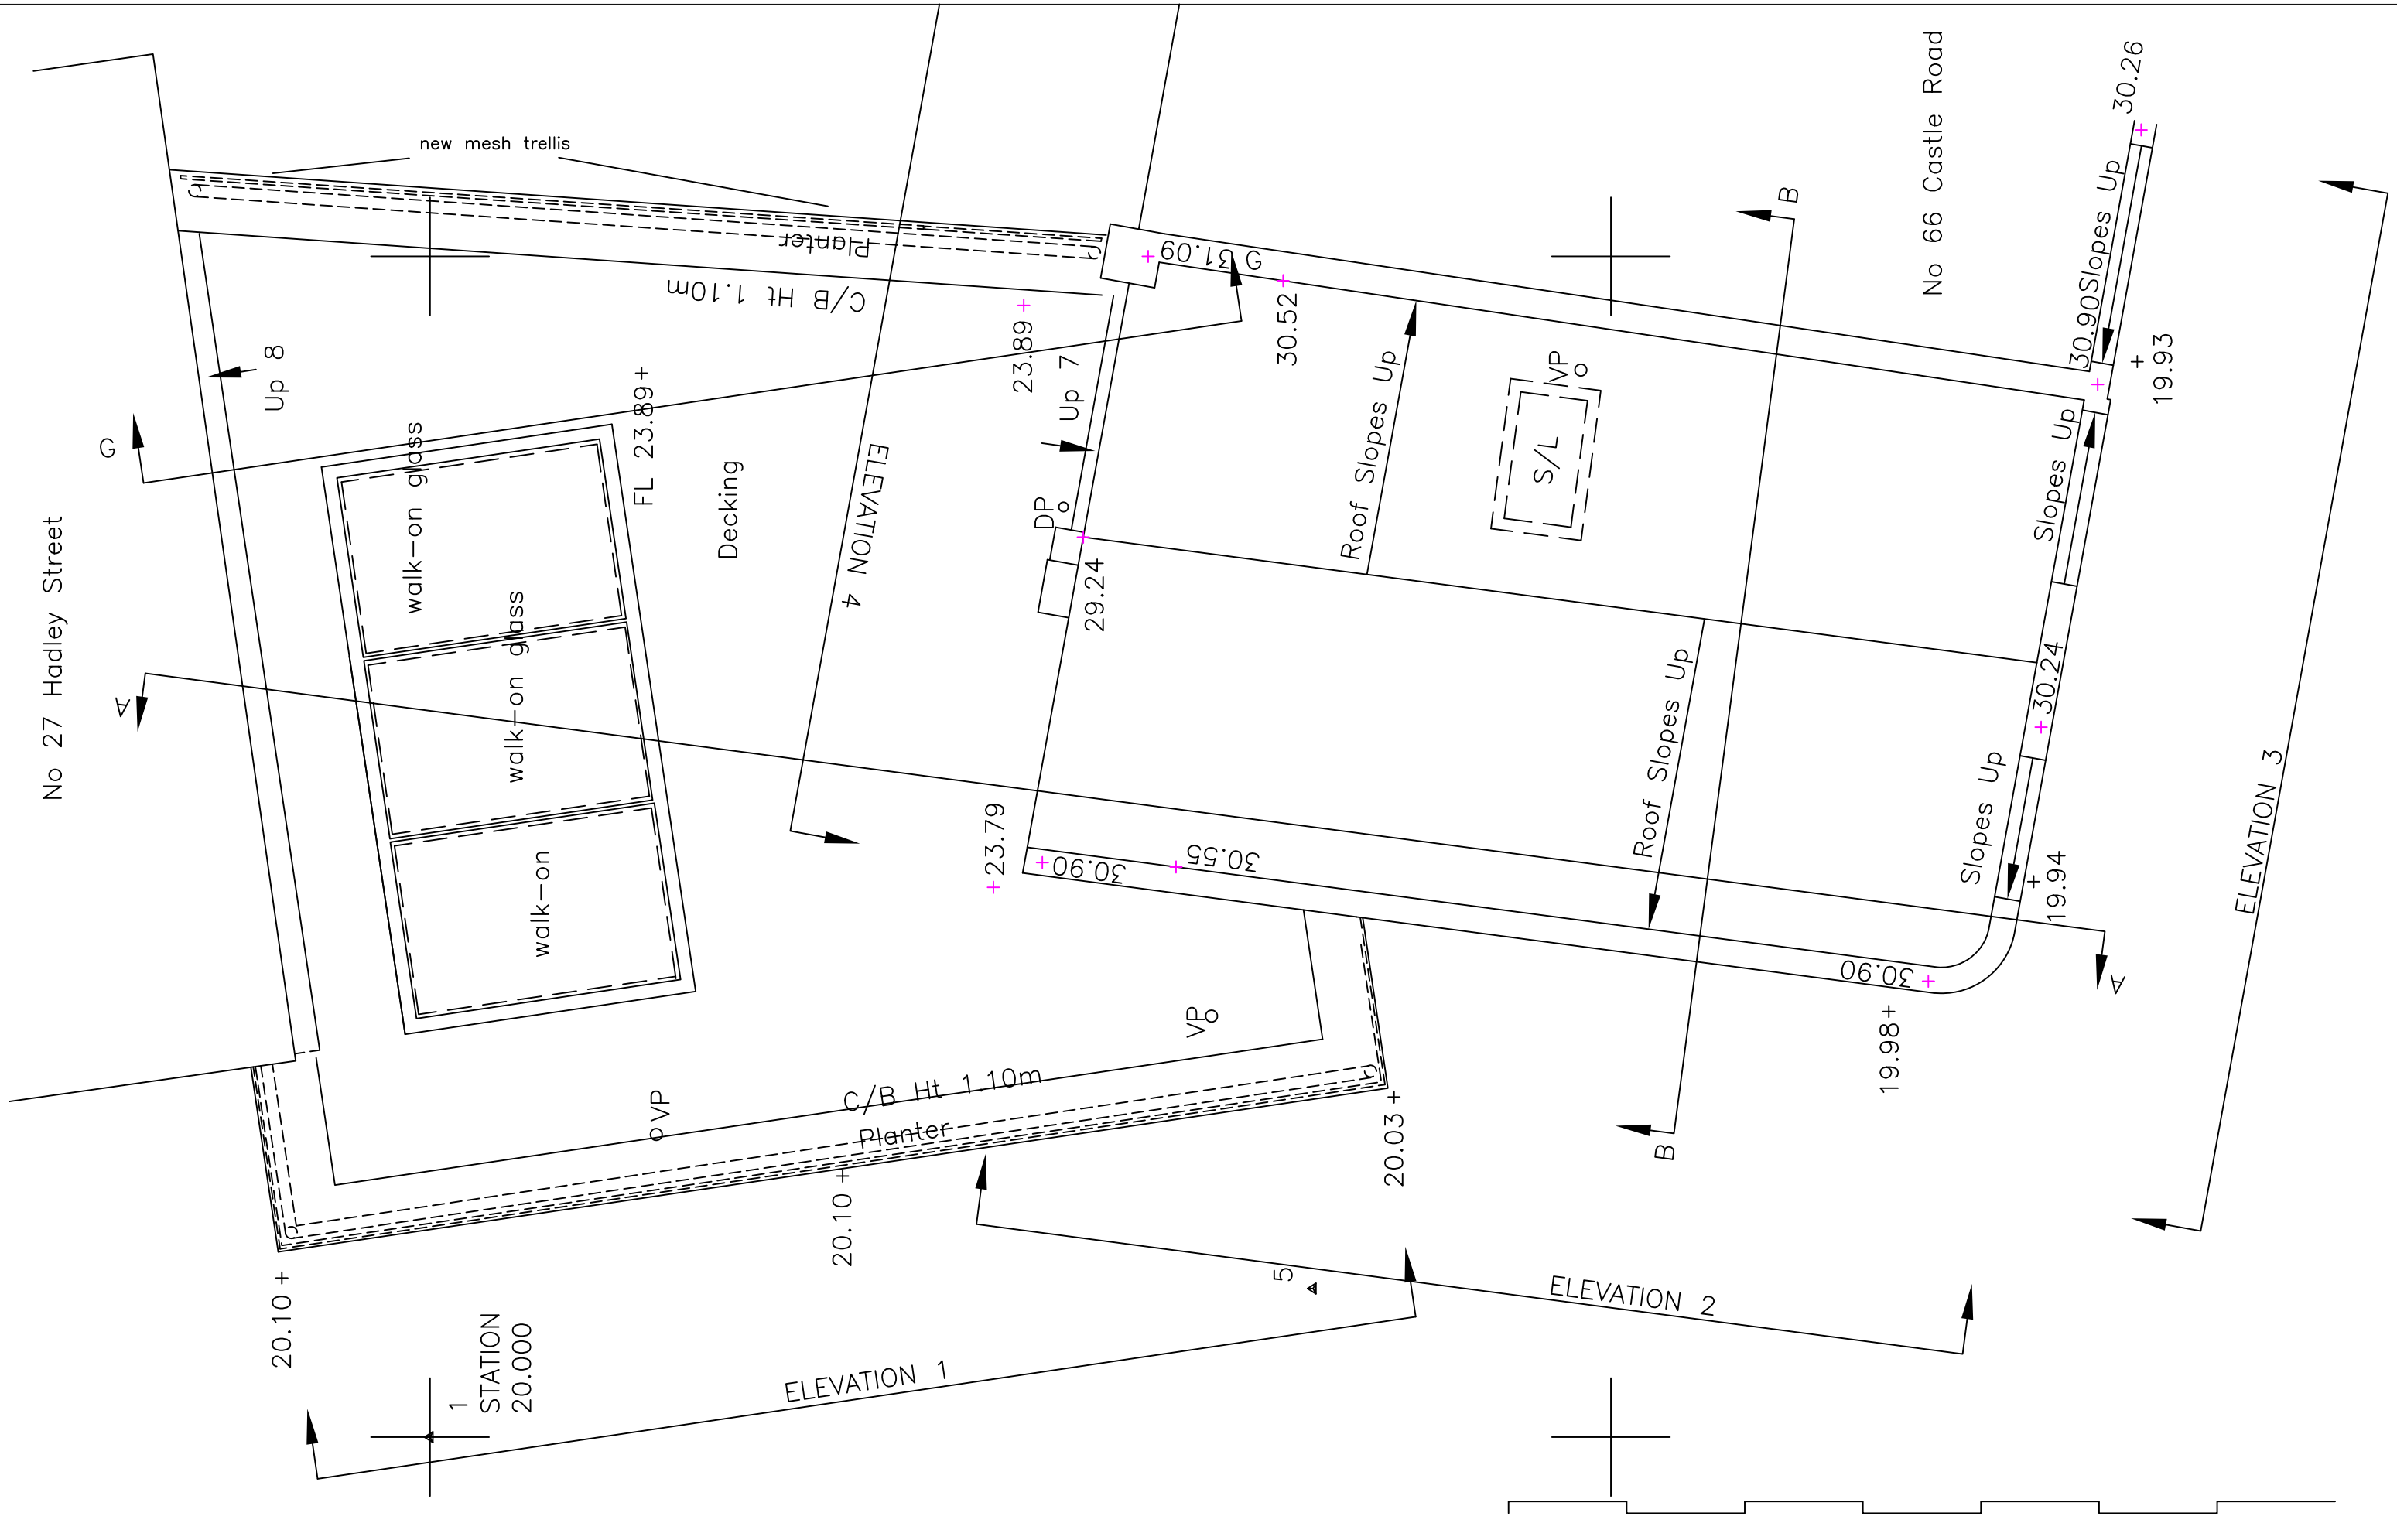 new mesh trellis
Planter
C/B Ht 1.10m
No 27 Hadley Street
Up 8
G
A
walk-on glass
walk-on glass
walk-on
FL 23.89
Decking
ELEVATION 4
23.89
Up 7
DP
29.24
23.79
31.09
G
30.52
Roof Slopes Up
S/L
VP
B
No 66 Castle Road
30.26
Slopes Up
30.90
19.93
Slopes Up
30.24
Slopes Up
19.94
ELEVATION 3
Roof Slopes Up
30.90
30.55
30.90
A
19.98
VP
VP
C/B Ht 1.10m
Planter
20.10
20.10
20.03
B
5
ELEVATION 2
ELEVATION 1
1
STATION
20.000